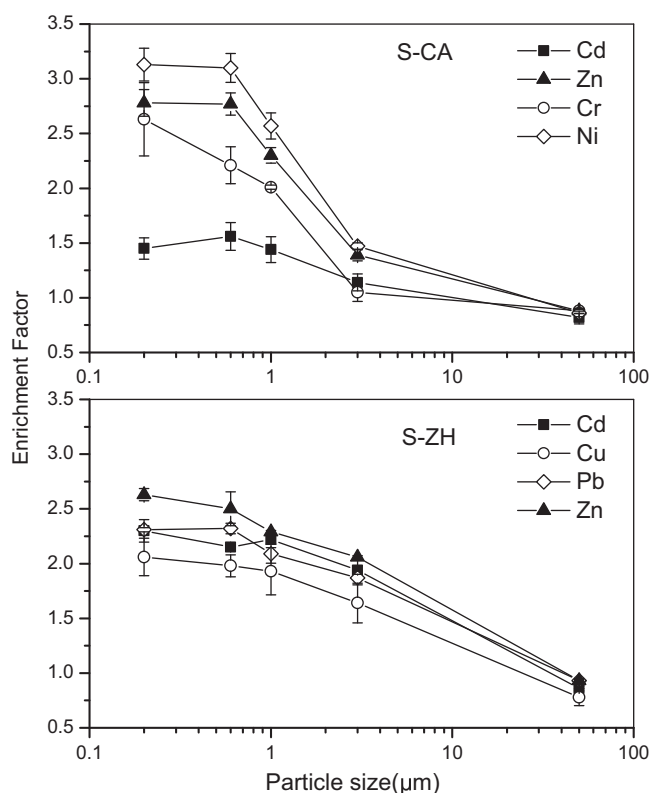 3.5
3.0
2.5
2.0
1.5
1.0
0.5
0.1
1
10
100
S-CA
Cd
Zn
Cr
Ni
Enrichment Factor
3.5
3.0
2.5
2.0
1.5
1.0
0.5
0.1
1
10
100
S-ZH
Cd
Cu
Pb
Zn
Particle size(μm)